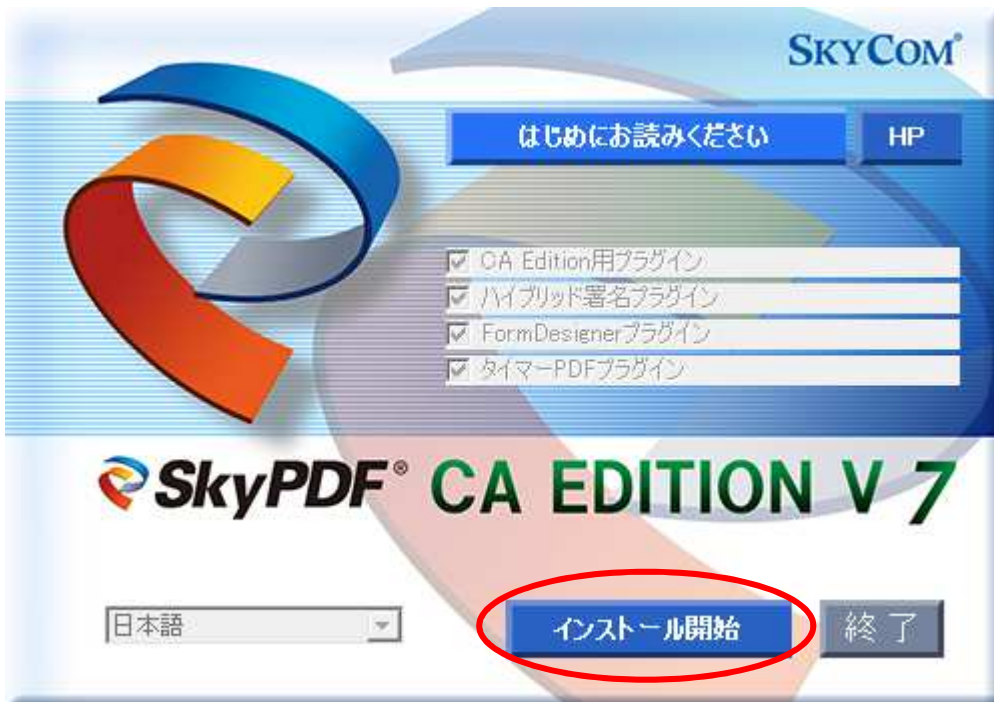 SKYCOM®
はじめにお読みください HP
CA Edition用プラグイン
ハイブリッド署名プラグイン
FormDesignerプラグイン
タイマーPDFプラグイン
SkyPDF® CA EDITION V 7
日本語 インストール開始 終了